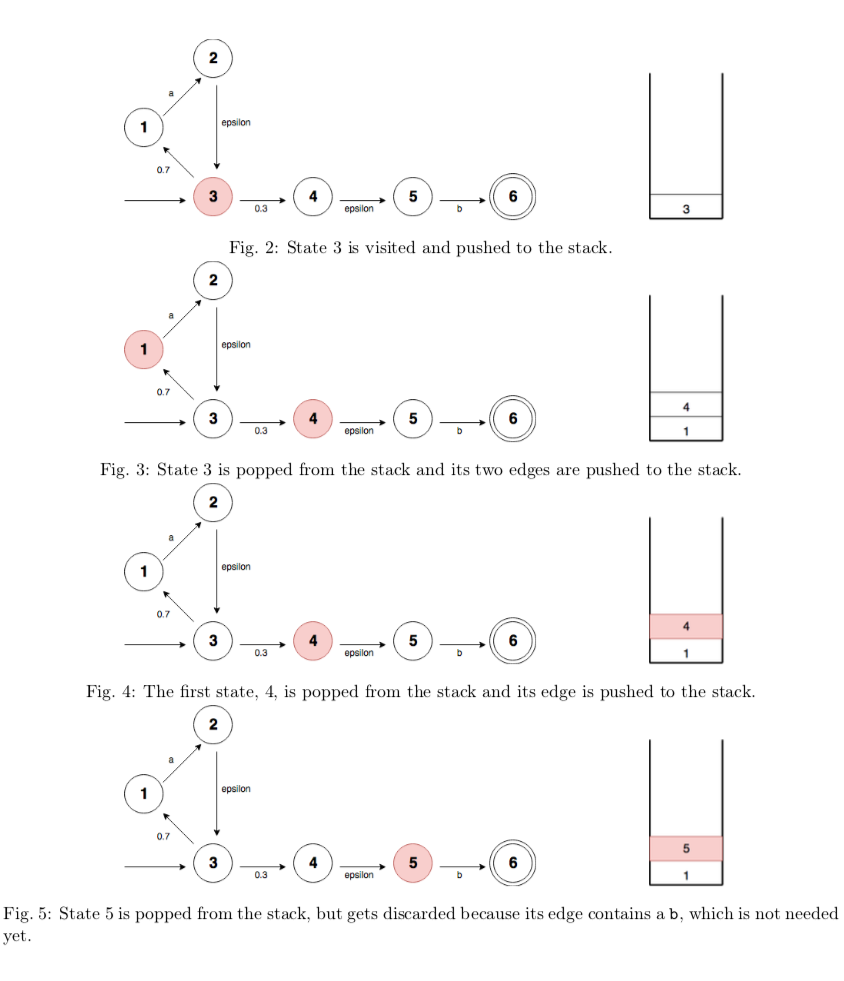 2
a
1
epsilon
0.7
3
4
5
6
0.3
epsilon
b
3
Fig. 2: State 3 is visited and pushed to the stack.
2
a
1
epsilon
0.7
3
4
5
6
0.3
epsilon
b
4
1
Fig. 3: State 3 is popped from the stack and its two edges are pushed to the stack.
2
a
1
epsilon
0.7
3
4
5
6
0.3
epsilon
b
4
1
Fig. 4: The first state, 4, is popped from the stack and its edge is pushed to the stack.
2
a
1
epsilon
0.7
3
4
5
6
0.3
epsilon
b
5
1
Fig. 5: State 5 is popped from the stack, but gets discarded because its edge contains a b, which is not needed
yet.